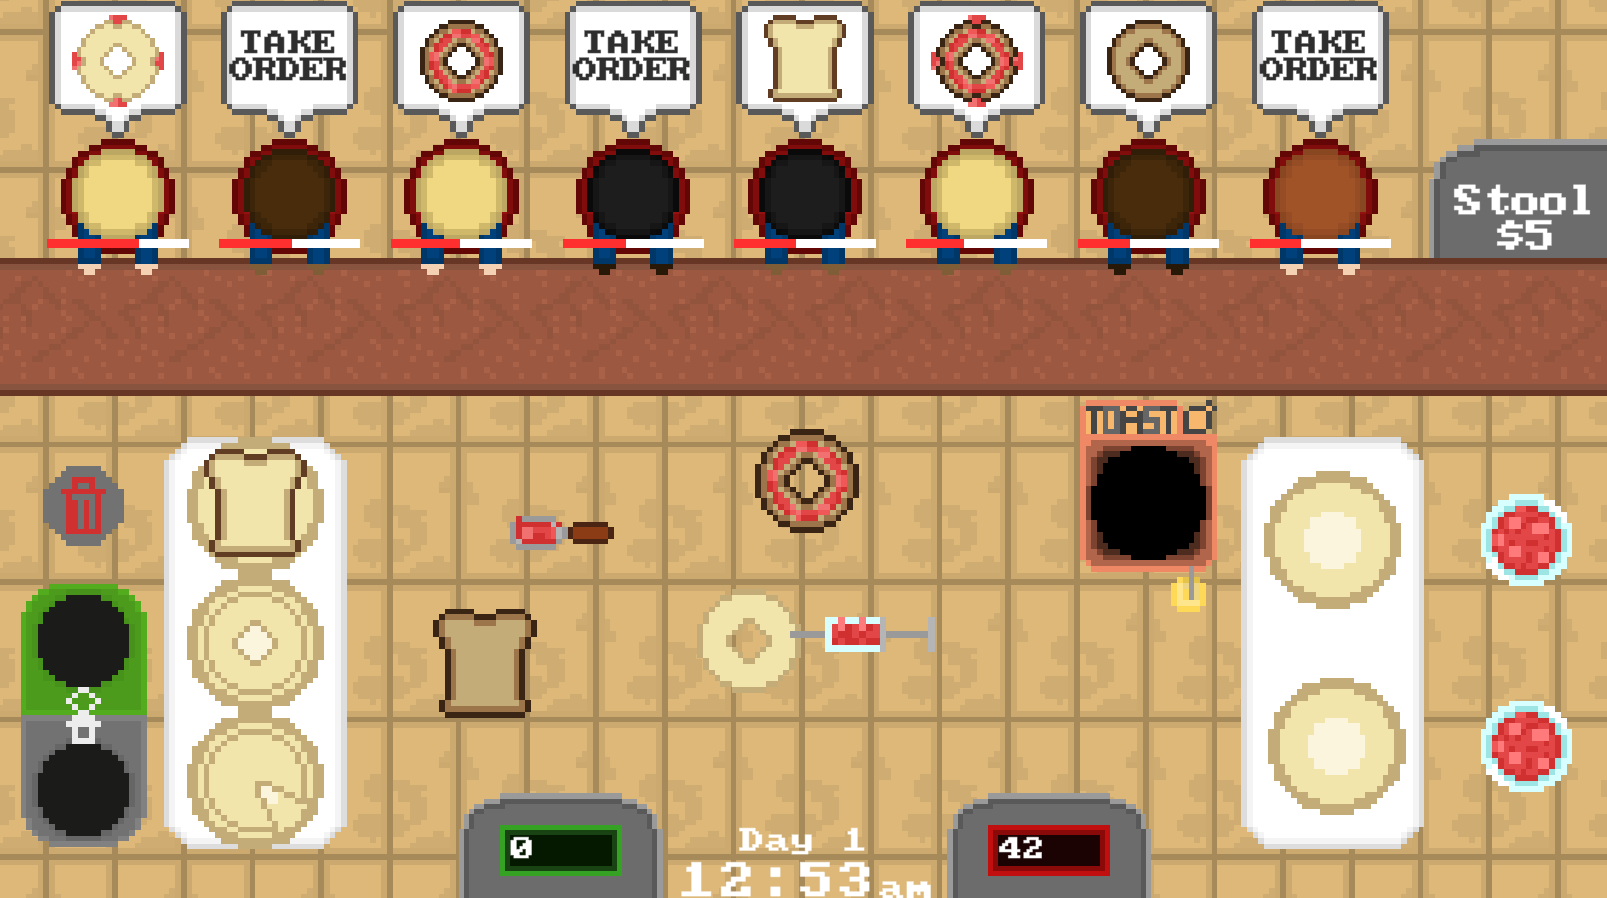 TAKE
ORDER
TAKE
ORDER
TAKE
ORDER
Stool
$5
TOAST
0
Day 1
12:53am
42